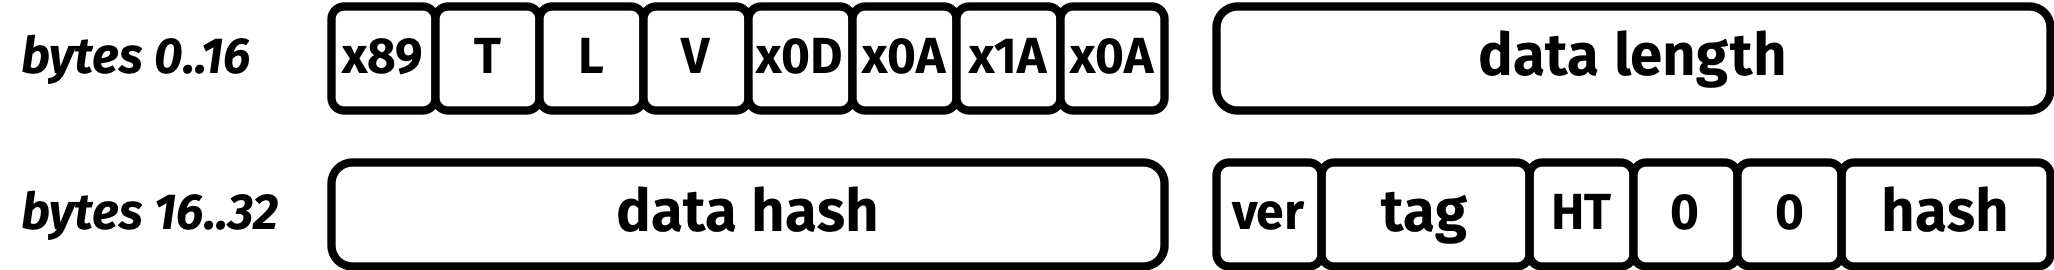 bytes 0..16 x89 T L V x0D x0A x1A x0A data length
bytes 16..32 data hash ver tag HT 0 0 hash